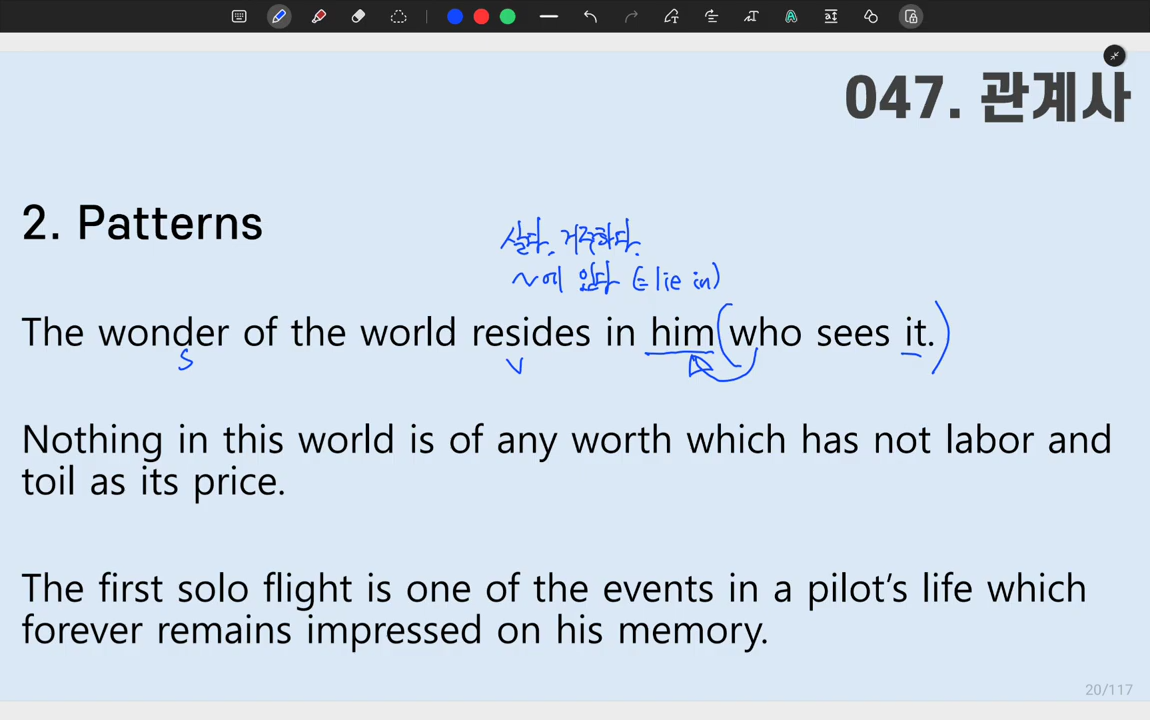 047. 관계사
2. Patterns
살다. 거주하다.
~에 있다 (= lie in)
The wonder of the world resides in him (who sees it.)
S V
Nothing in this world is of any worth which has not labor and
toil as its price.
The first solo flight is one of the events in a pilot's life which
forever remains impressed on his memory.
20/117